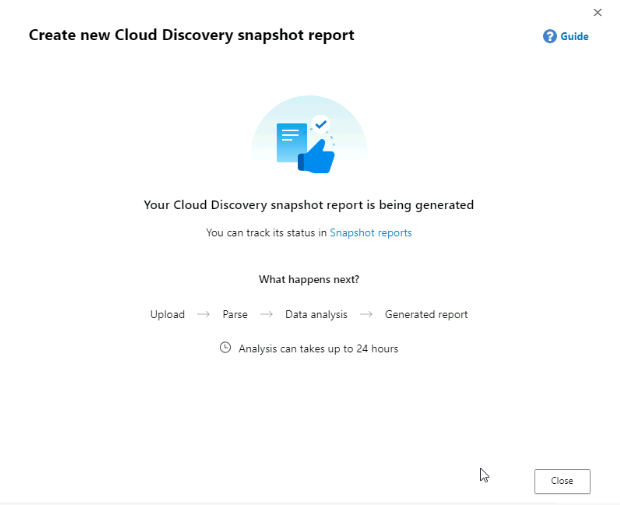 Create new Cloud Discovery snapshot report
? Guide
Your Cloud Discovery snapshot report is being generated
You can track its status in Snapshot reports
What happens next?
Upload → Parse → Data analysis → Generated report
Analysis can takes up to 24 hours
Close